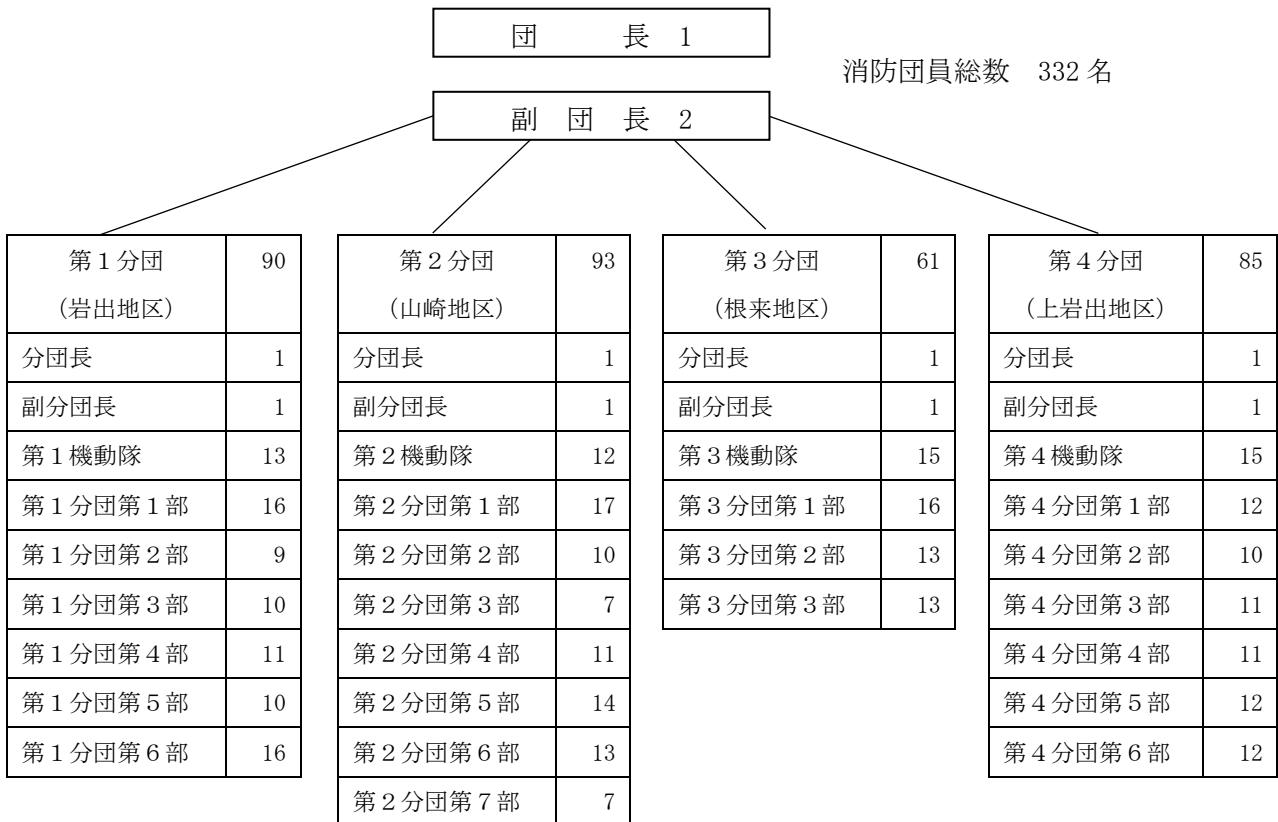 団　　長 1
消防団員総数　332 名
副　団　長 2
第１分団 90
（岩出地区）
分団長 1
副分団長 1
第１機動隊 13
第１分団第１部 16
第１分団第２部 9
第１分団第３部 10
第１分団第４部 11
第１分団第５部 10
第１分団第６部 16
第２分団 93
（山崎地区）
分団長 1
副分団長 1
第２機動隊 12
第２分団第１部 17
第２分団第２部 10
第２分団第３部 7
第２分団第４部 11
第２分団第５部 14
第２分団第６部 13
第２分団第７部 7
第３分団 61
（根来地区）
分団長 1
副分団長 1
第３機動隊 15
第３分団第１部 16
第３分団第２部 13
第３分団第３部 13
第４分団 85
（上岩出地区）
分団長 1
副分団長 1
第４機動隊 15
第４分団第１部 12
第４分団第２部 10
第４分団第３部 11
第４分団第４部 11
第４分団第５部 12
第４分団第６部 12